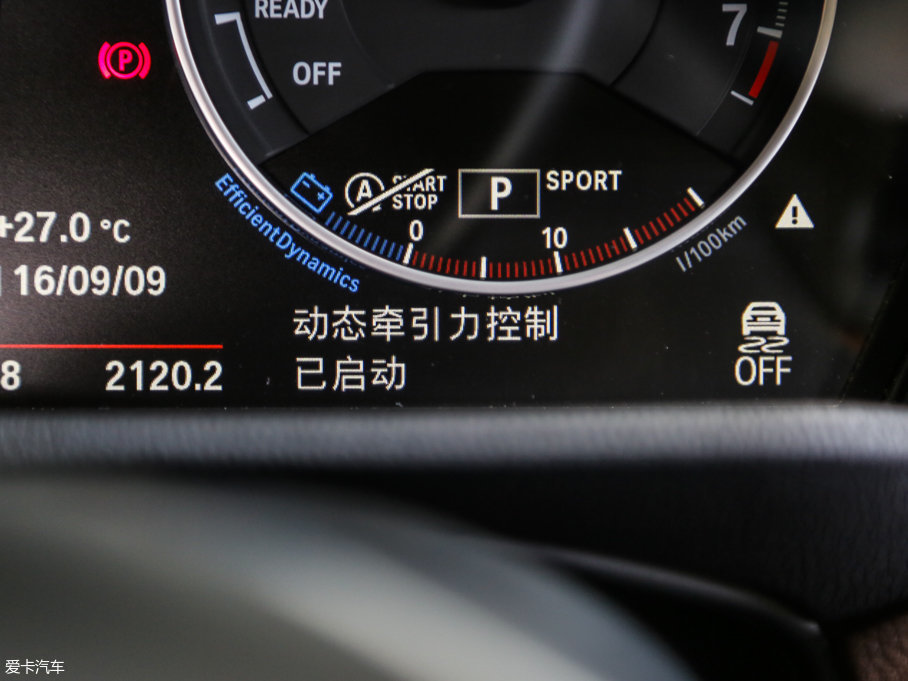 READY
7
OFF
P
A START STOP
P
SPORT
EfficientDynamics
0
10
l/100km
+27.0 °C
16/09/09
8
2120.2
动态牵引力控制
已启动
OFF
爱卡汽车